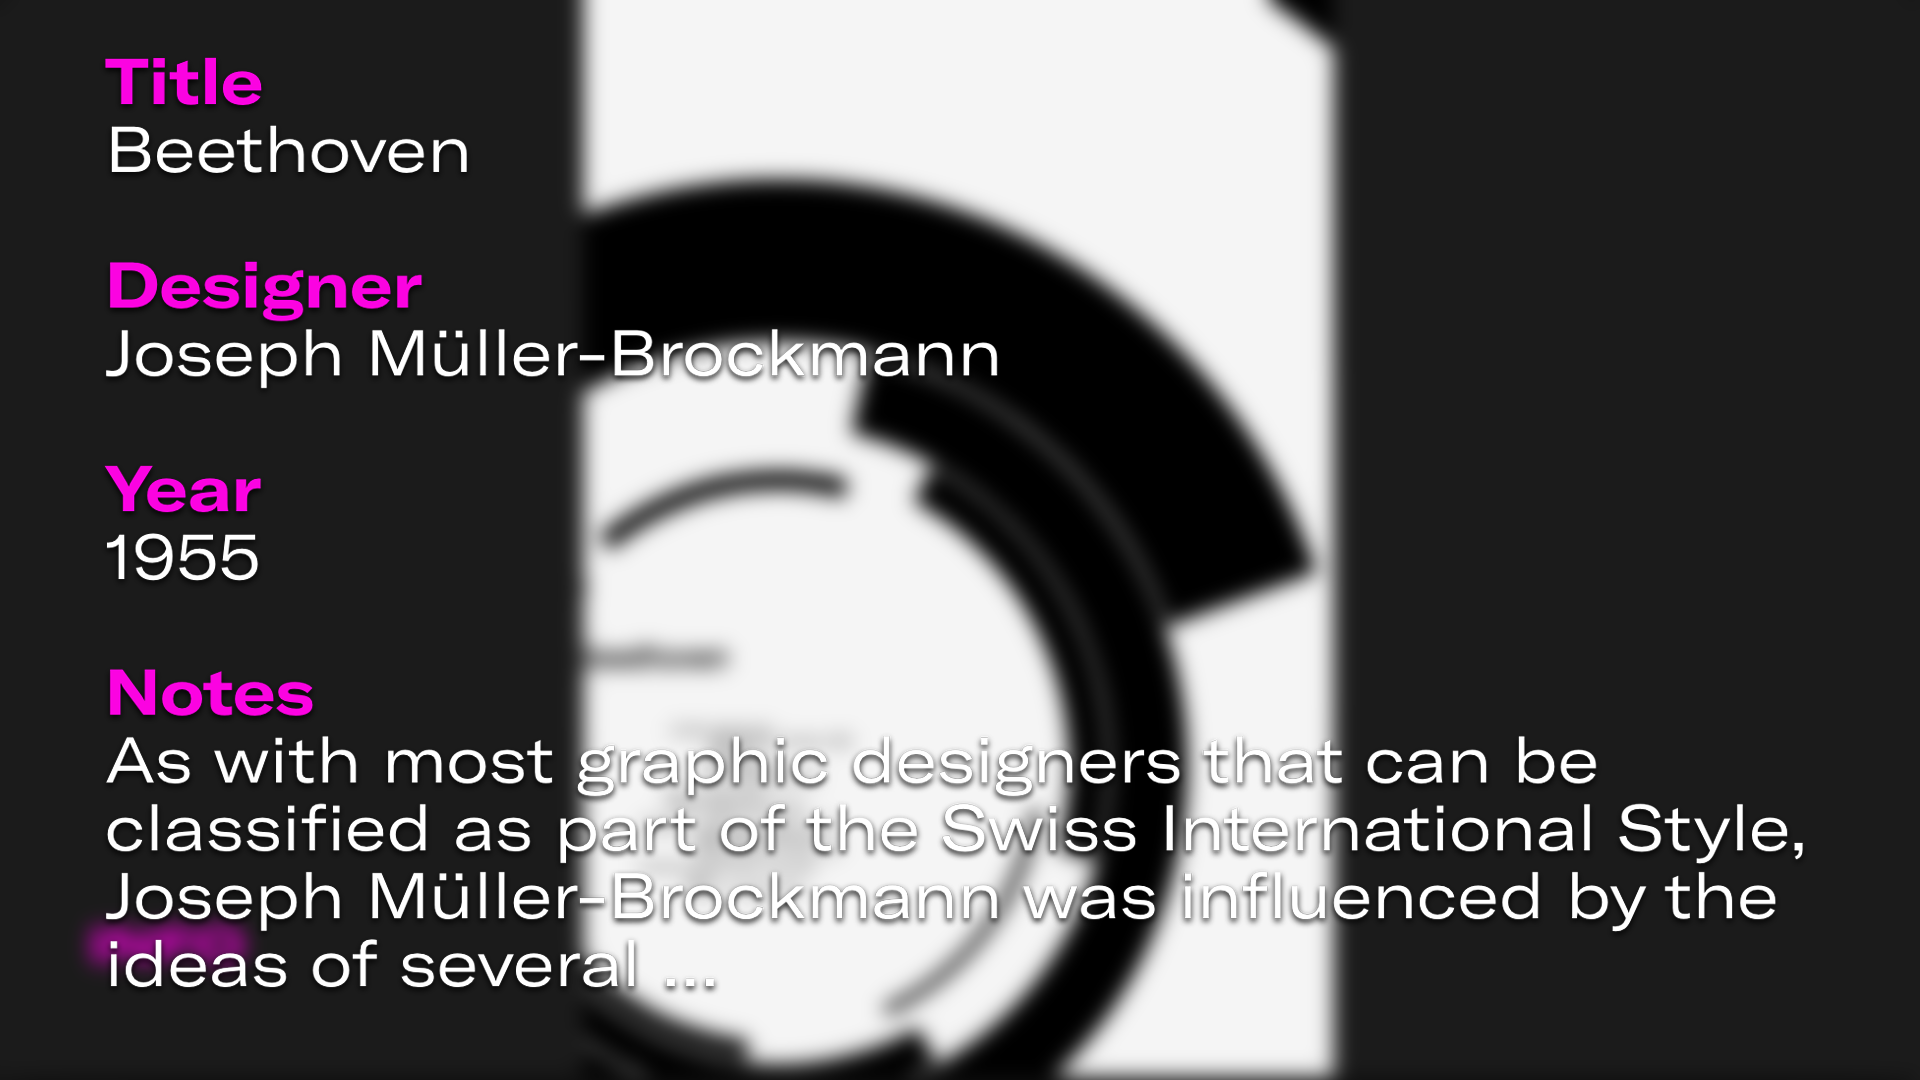 Title
Beethoven
Designer
Joseph Müller-Brockmann
Year
1955
Notes
As with most graphic designers that can be
classified as part of the Swiss International Style,
Joseph Müller-Brockmann was influenced by the
ideas of several ...